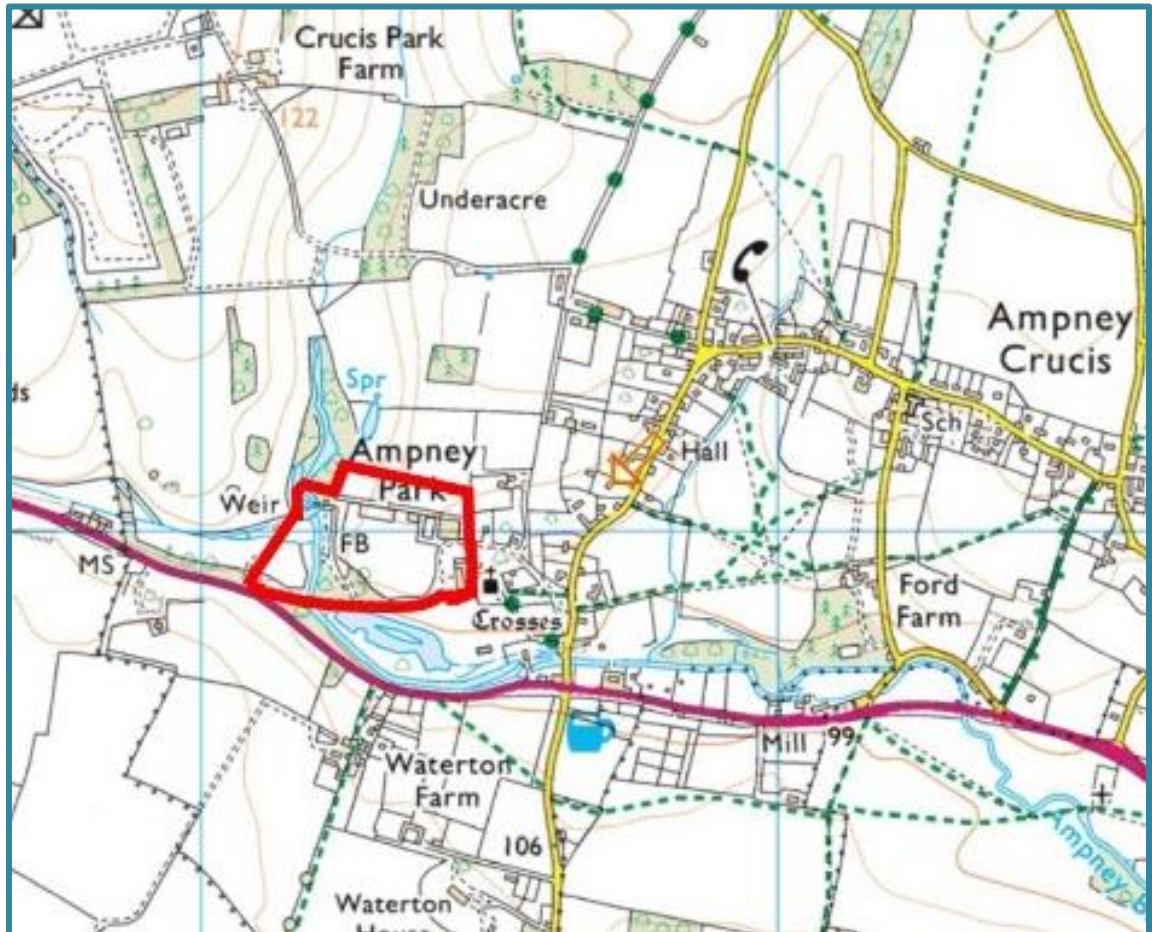 Crucis Park
Farm
122
Underacre
Ampney
Crucis
Spr
Ampney
Park
Hall
Sch
Weir
FB
MS
Ford
Farm
Crosses
Mill
99
Waterton
Farm
106
Ampney B
Waterton